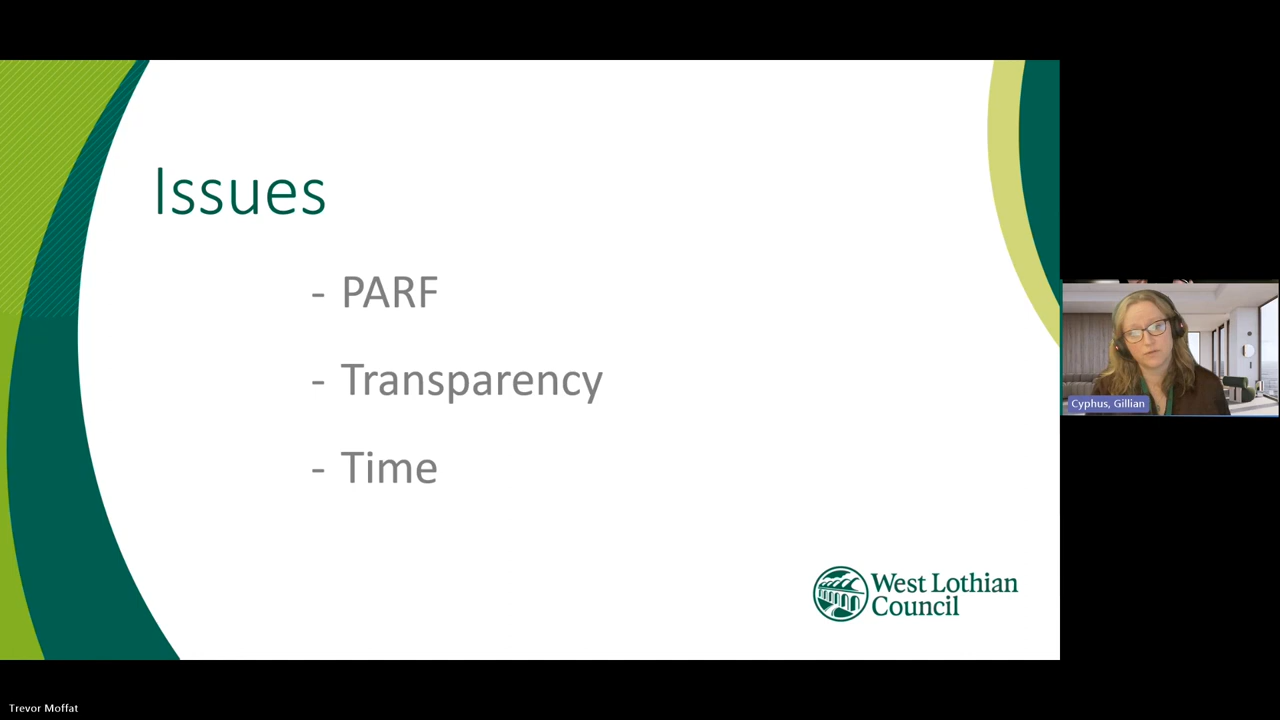 Issues
- PARF
- Transparency
- Time
West Lothian
Council
Cyphus, Gillian
Trevor Moffat